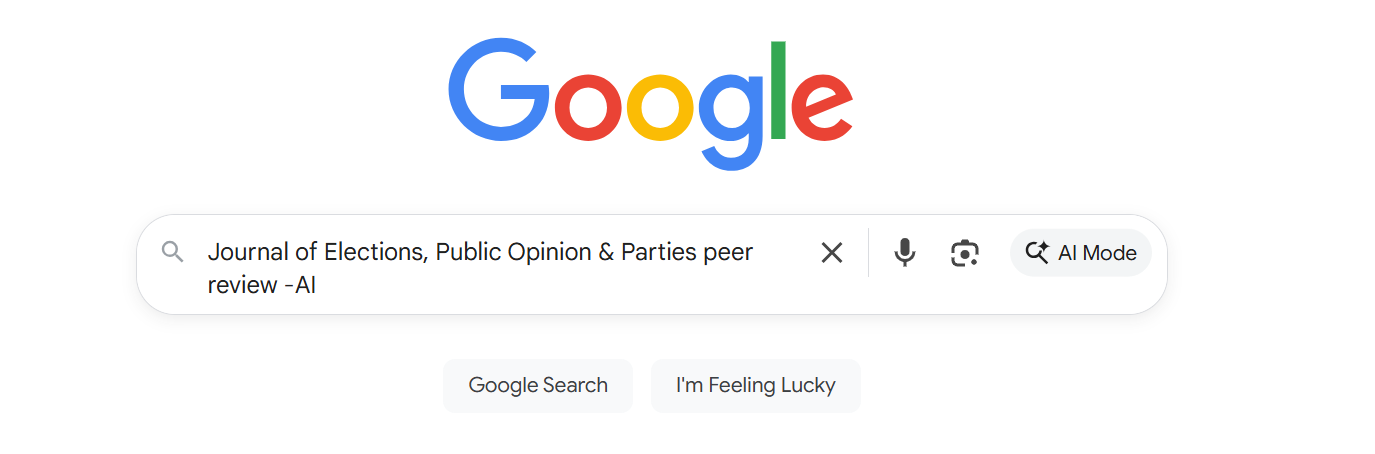 Google
Journal of Elections, Public Opinion & Parties peer
review -AI
AI Mode
Google Search
I'm Feeling Lucky